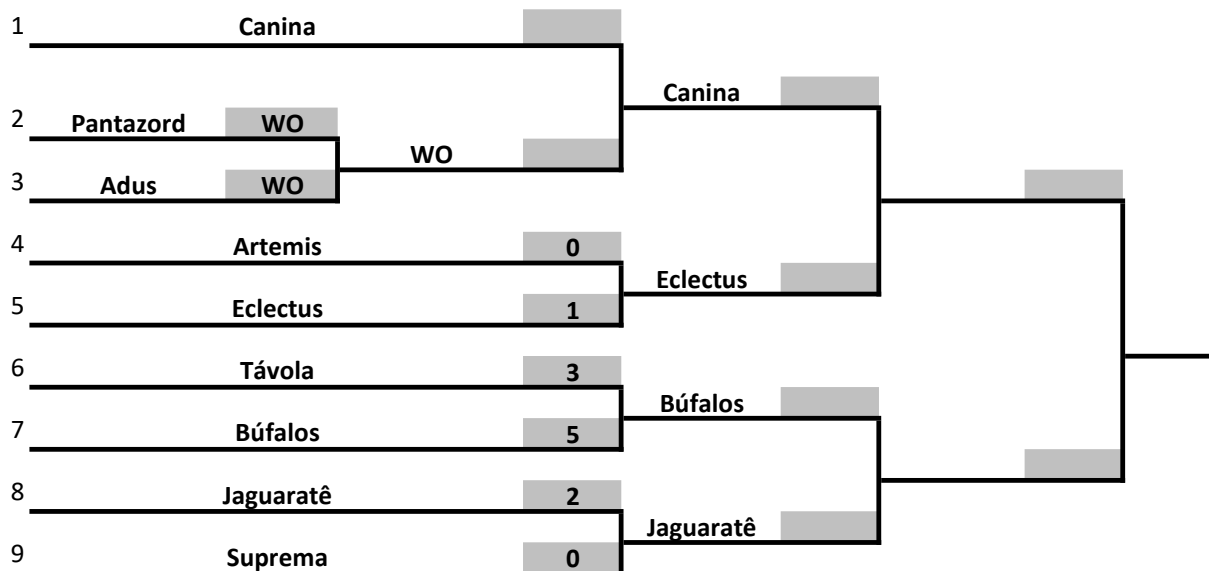 1 Canina
Canina
2 Pantazord WO
WO
3 Adus WO
4 Artemis 0
Eclectus
5 Eclectus 1
6 Távola 3
Búfalos
7 Búfalos 5
8 Jaguaratê 2
Jaguaratê
9 Suprema 0